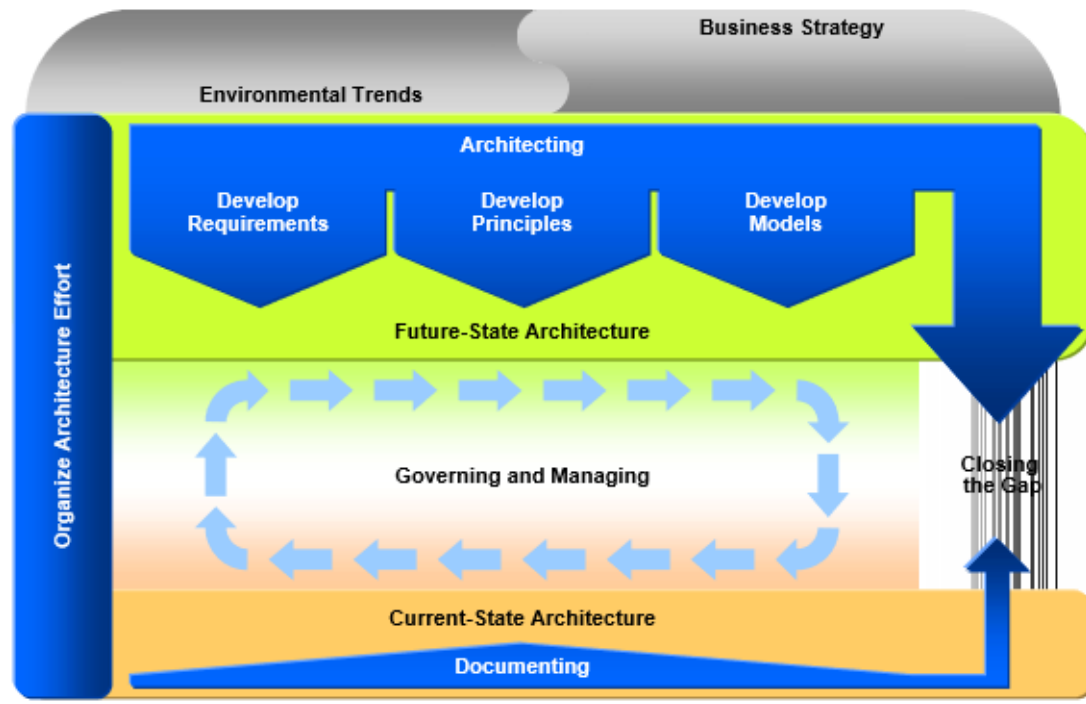 Business Strategy
Environmental Trends
Architecting
Develop
Requirements
Develop
Principles
Develop
Models
Organize Architecture Effort
Future-State Architecture
Governing and Managing
Closing
the Gap
Current-State Architecture
Documenting